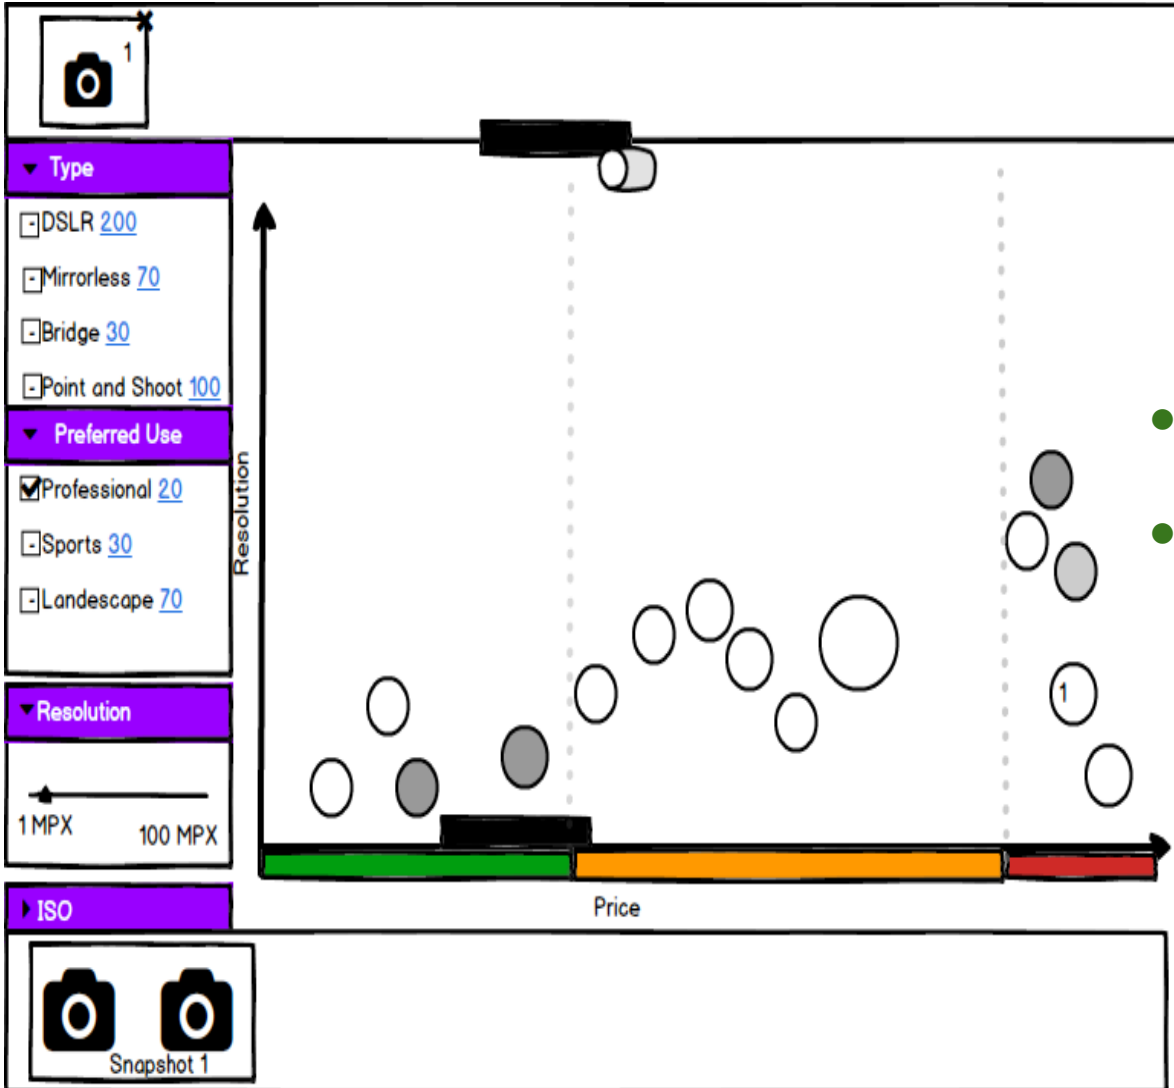 1
Type
DSLR 200
Mirrorless 70
Bridge 30
Point and Shoot 100
Preferred Use
Professional 20
Sports 30
Landescape 70
Resolution
1 MPX
100 MPX
ISO
Resolution
1
Price
Snapshot 1